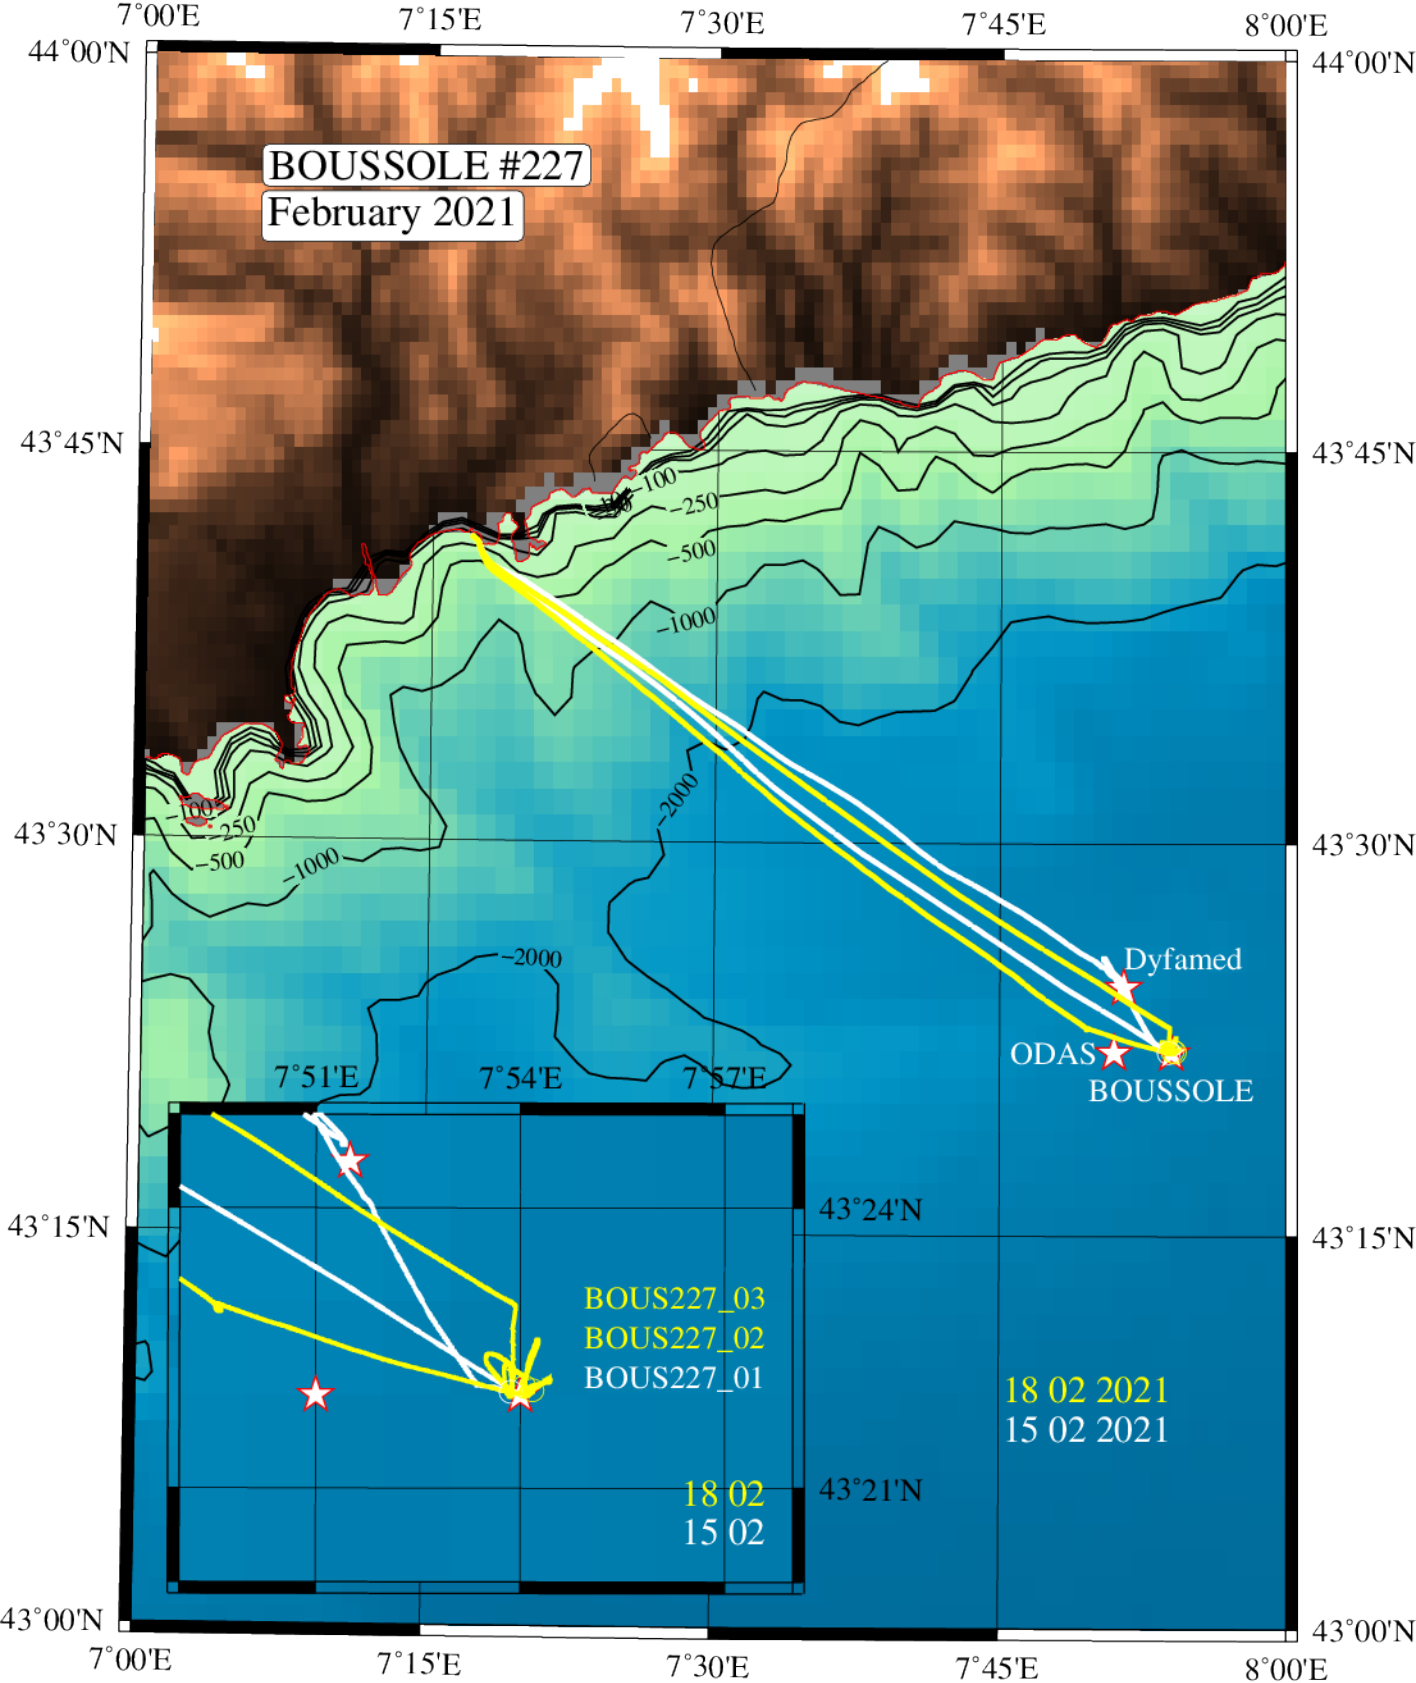 7°00'E 7°15'E 7°30'E 7°45'E 8°00'E
44°00'N 44°00'N
BOUSSOLE #227
February 2021
43°45'N 43°45'N
-100
-250
-500
-1000
-2000
-100
-250
-500
-1000
43°30'N 43°30'N
-2000
Dyfamed
ODAS
BOUSSOLE
7°51'E 7°54'E 7°57'E
43°24'N
43°15'N 43°15'N
BOUS227_03
BOUS227_02
BOUS227_01
18 02 2021
15 02 2021
43°21'N
18 02
15 02
43°00'N 43°00'N
7°00'E 7°15'E 7°30'E 7°45'E 8°00'E